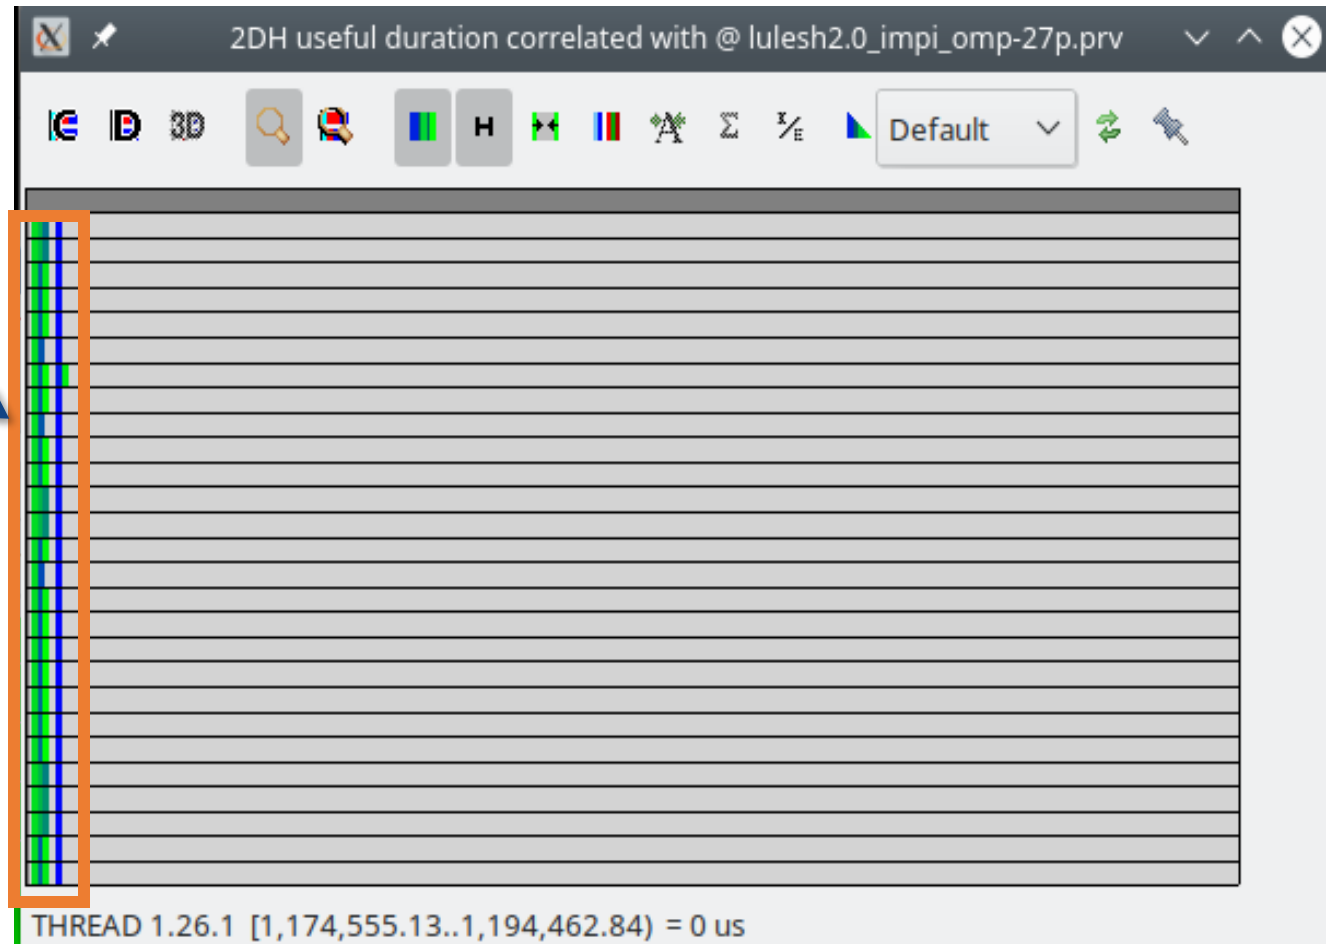 2DH useful duration correlated with @ lulesh2.0_impi_omp-27p.prv
3D H Σ Default
THREAD 1.26.1 [1,174,555.13..1,194,462.84) = 0 us